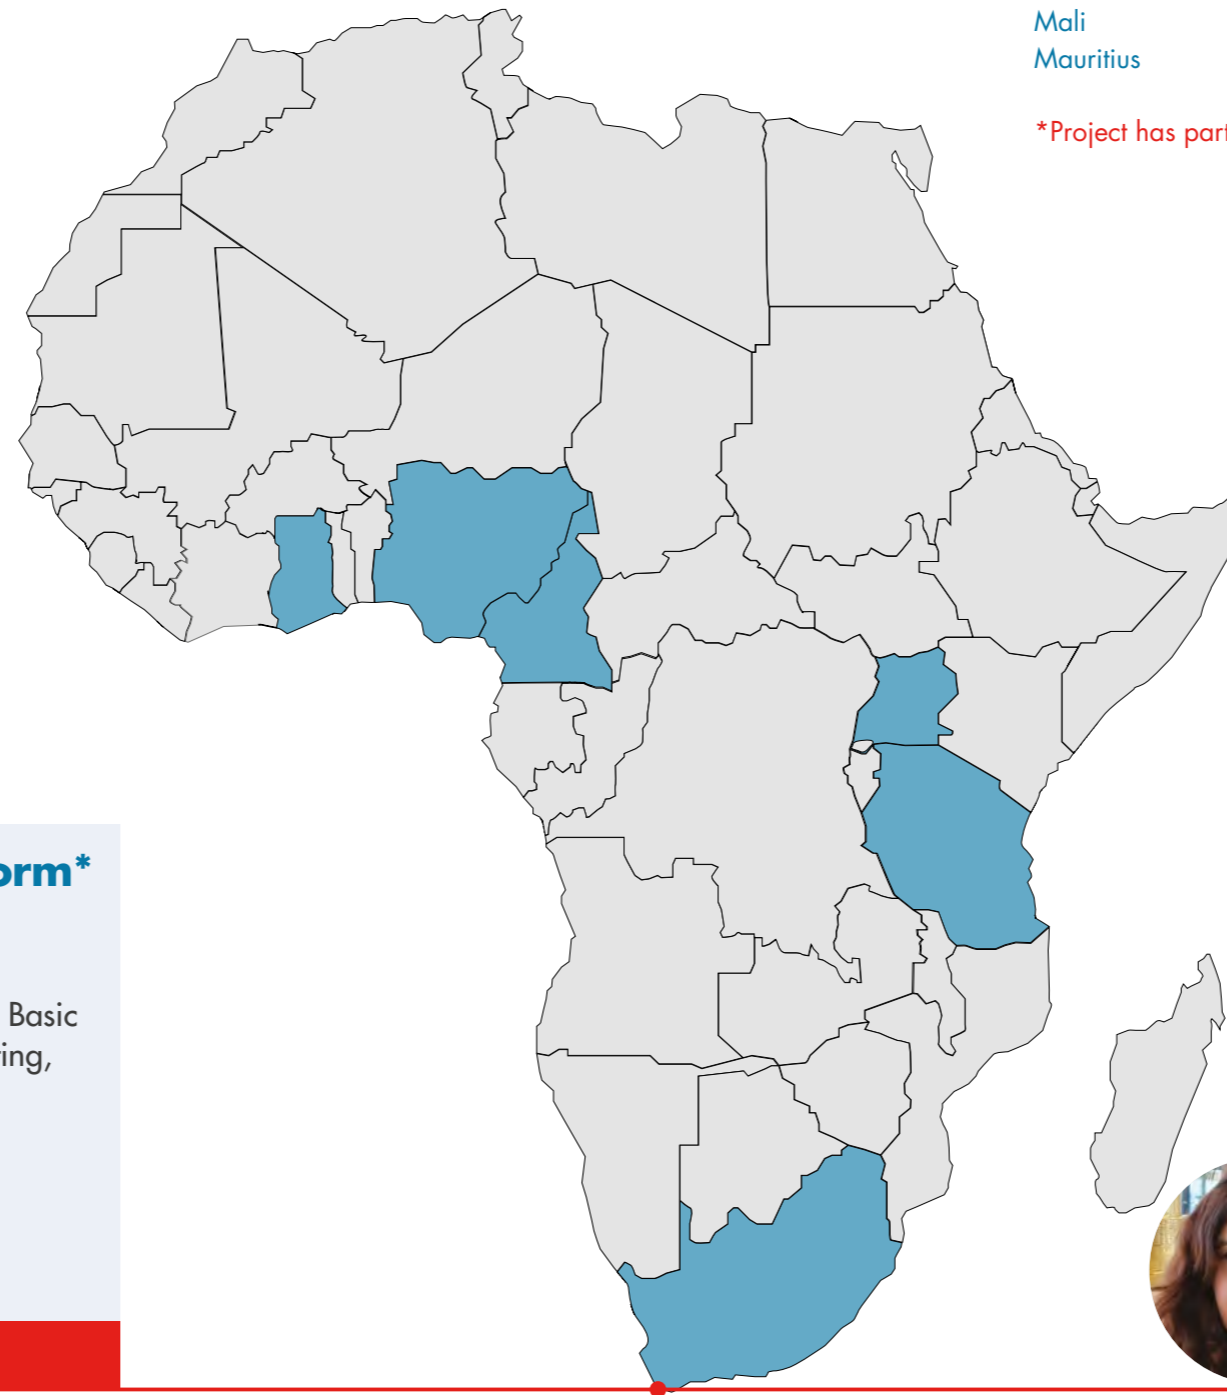 Mali
Mauritius
*Project has part
orm*
Basic
ing,